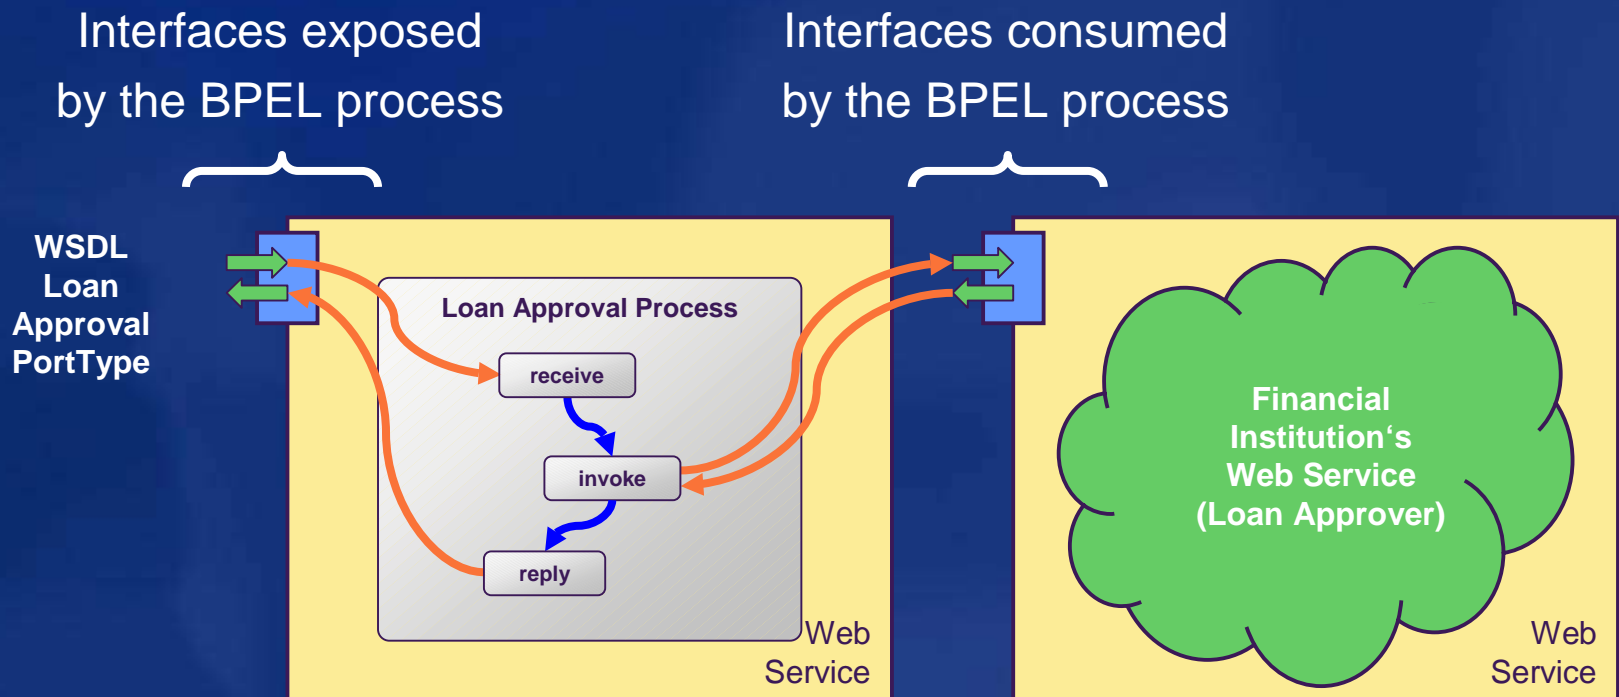 Interfaces exposed
by the BPEL process
Interfaces consumed
by the BPEL process
WSDL
Loan
Approval
PortType
Loan Approval Process
receive
invoke
reply
Web
Service
Financial
Institution‘s
Web Service
(Loan Approver)
Web
Service